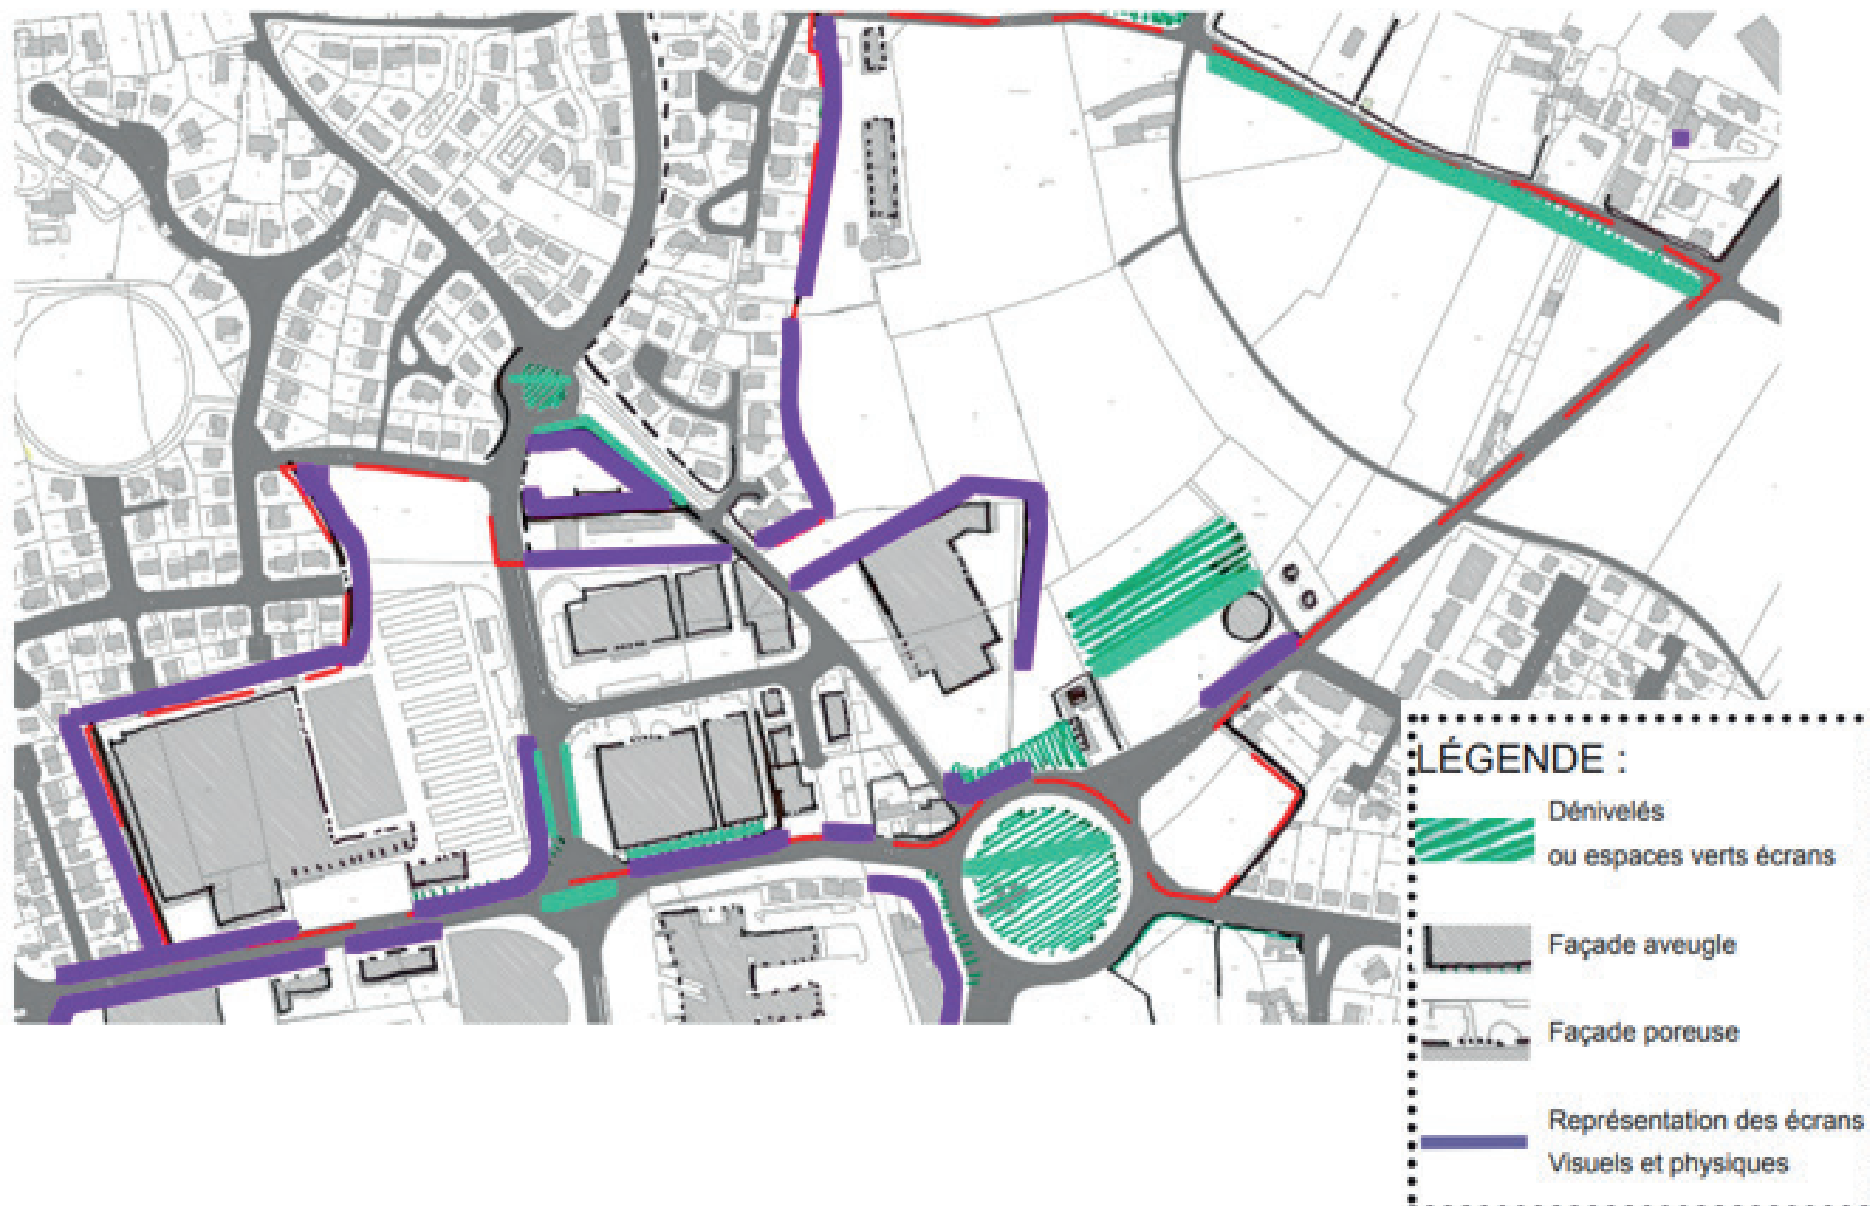 LÉGENDE :
Dénivelés
ou espaces verts écrans
Façade aveugle
Façade poreuse
Représentation des écrans
Visuels et physiques